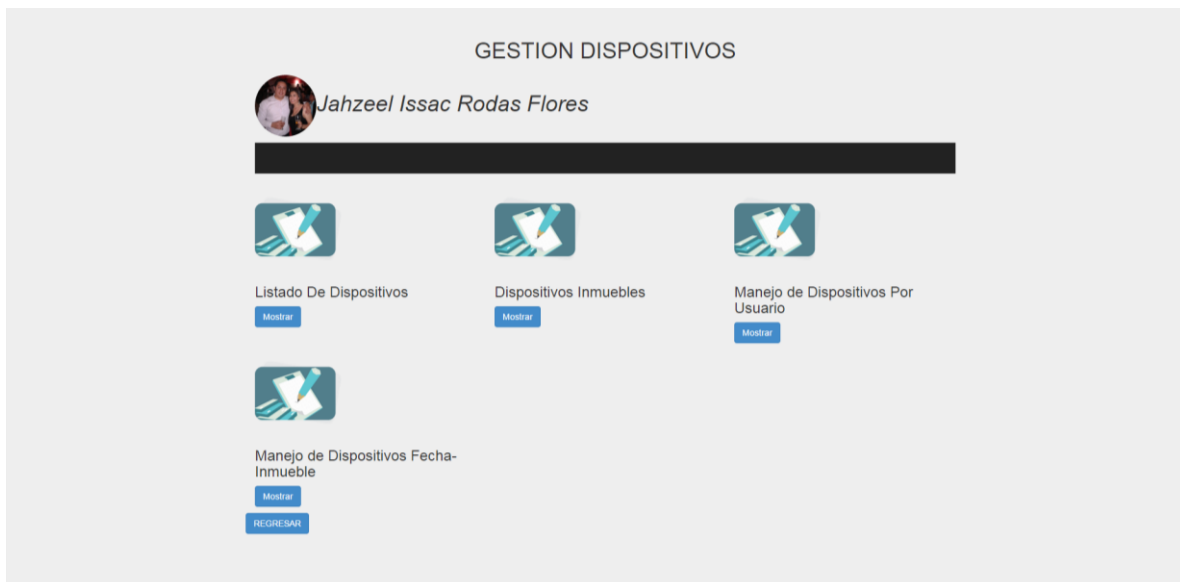 GESTION DISPOSITIVOS
Jahzeel Issac Rodas Flores
Listado De Dispositivos
Mostrar
Dispositivos Inmuebles
Mostrar
Manejo de Dispositivos Por
Usuario
Mostrar
Manejo de Dispositivos Fecha-
Inmueble
Mostrar
REGRESAR